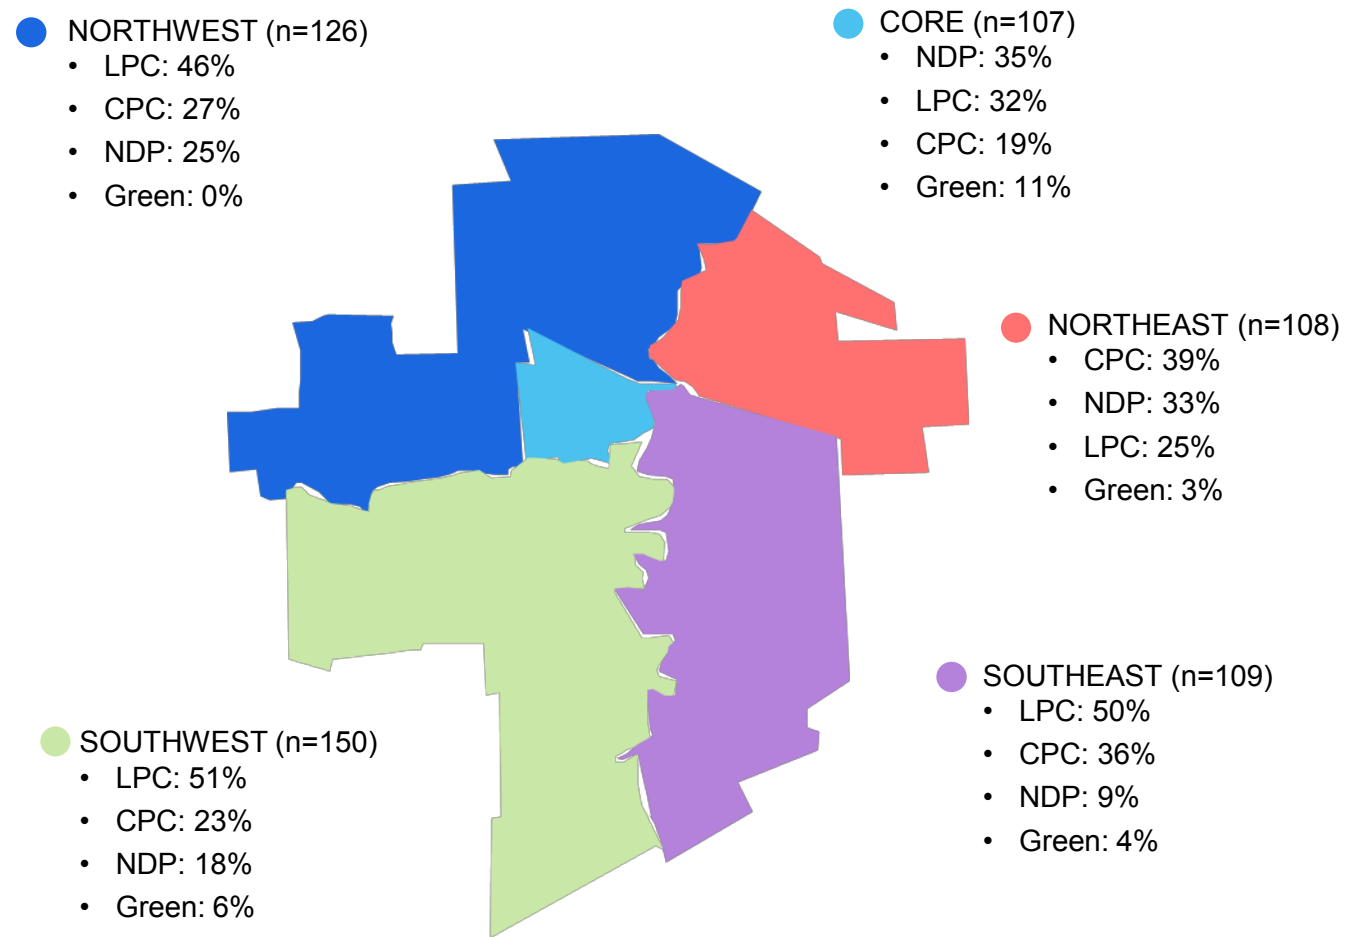 NORTHWEST (n=126)
• LPC: 46%
• CPC: 27%
• NDP: 25%
• Green: 0%
CORE (n=107)
• NDP: 35%
• LPC: 32%
• CPC: 19%
• Green: 11%
NORTHEAST (n=108)
• CPC: 39%
• NDP: 33%
• LPC: 25%
• Green: 3%
SOUTHEAST (n=109)
• LPC: 50%
• CPC: 36%
• NDP: 9%
• Green: 4%
SOUTHWEST (n=150)
• LPC: 51%
• CPC: 23%
• NDP: 18%
• Green: 6%